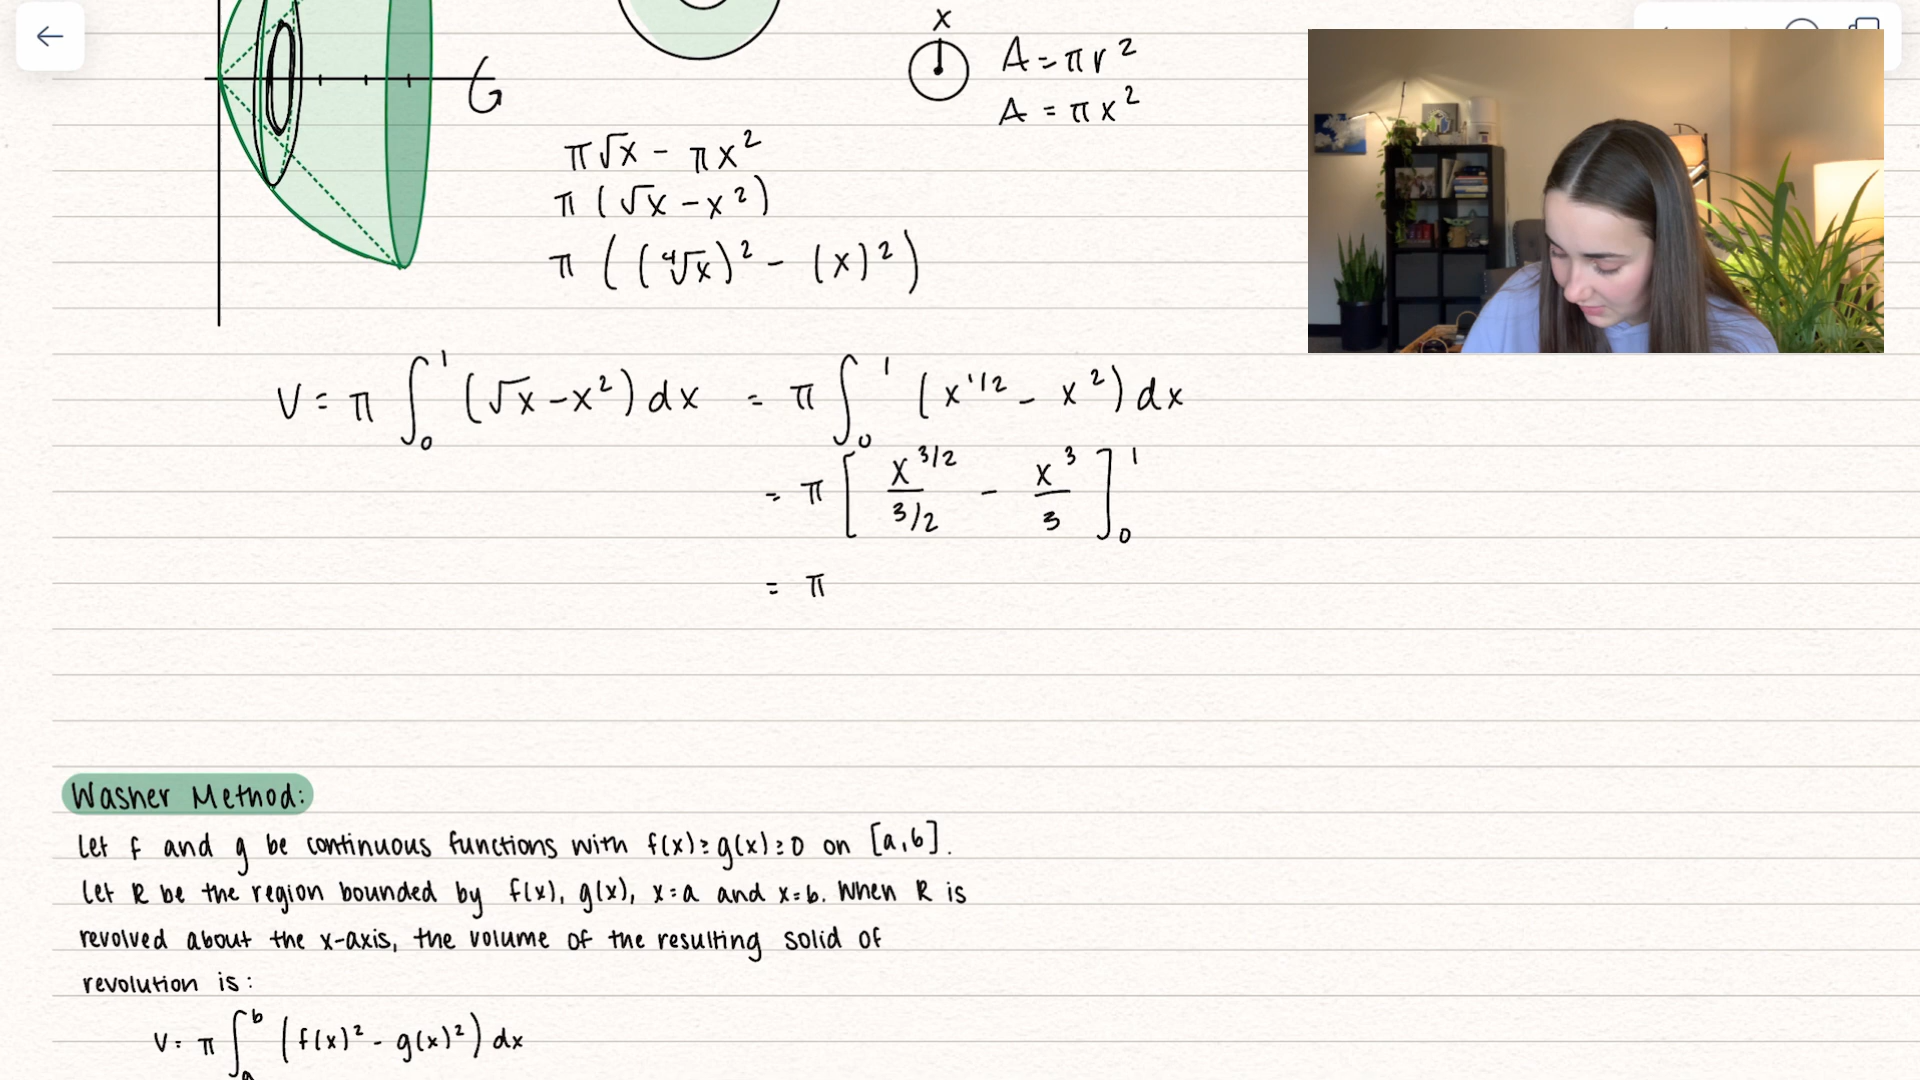 x
A = πr²
A = πx²
π√x - πx²
π (√x - x²)
π ( (⁴√x)² - (x)² )
V = π ∫₀¹ (√x - x²) dx = π ∫₀¹ (x^1/2 - x²) dx
= π [ x^3/2 / 3/2 - x³ / 3 ]₀¹
= π
Washer Method:
Let f and g be continuous functions with f(x) ≥ g(x) ≥ 0 on [a,b].
Let R be the region bounded by f(x), g(x), x=a and x=b. When R is
revolved about the x-axis, the volume of the resulting solid of
revolution is:
V = π ∫ₐᵇ ( f(x)² - g(x)² ) dx